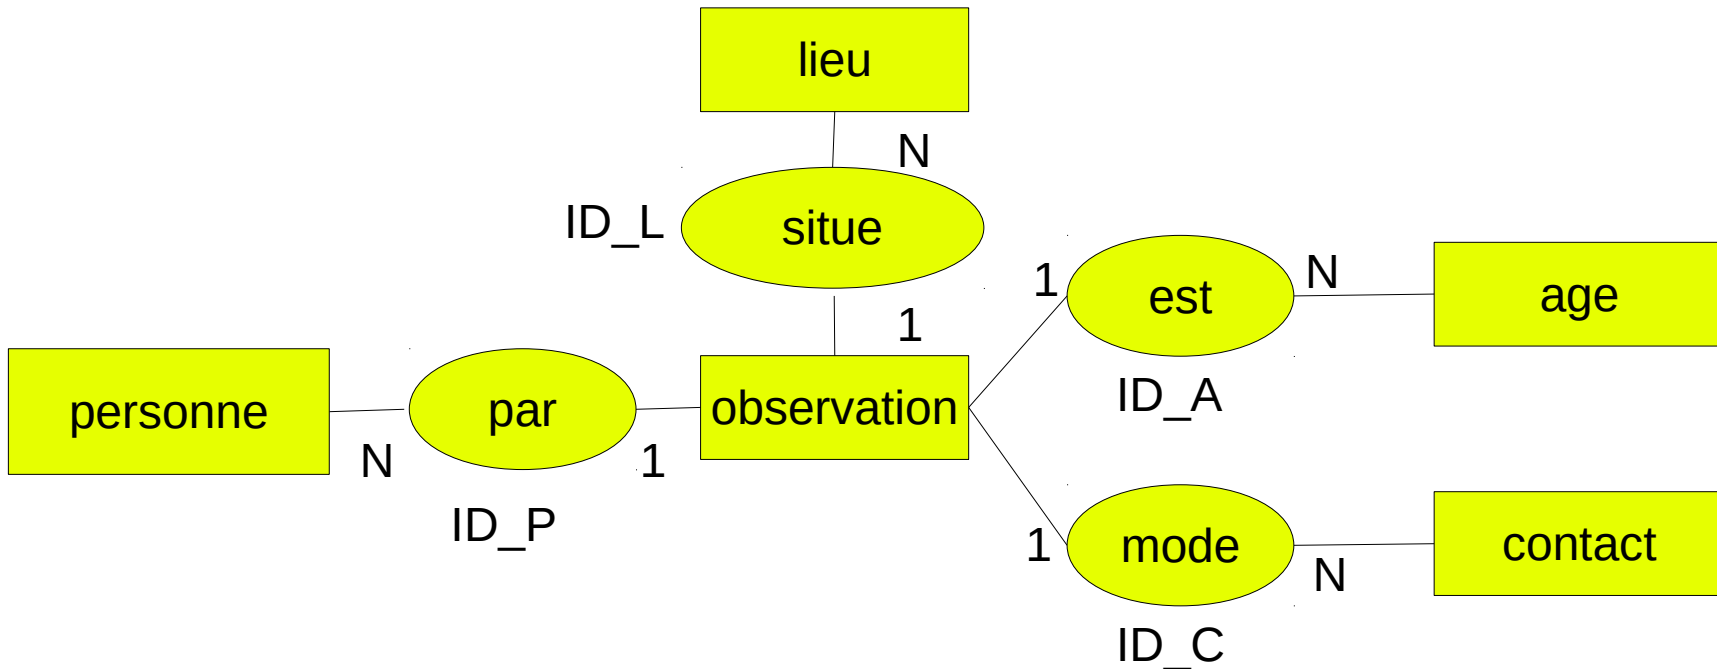 lieu
N
ID_L
situe
1
1
est
N
age
ID_A
personne
N
par
1
observation
ID_P
1
mode
N
contact
ID_C